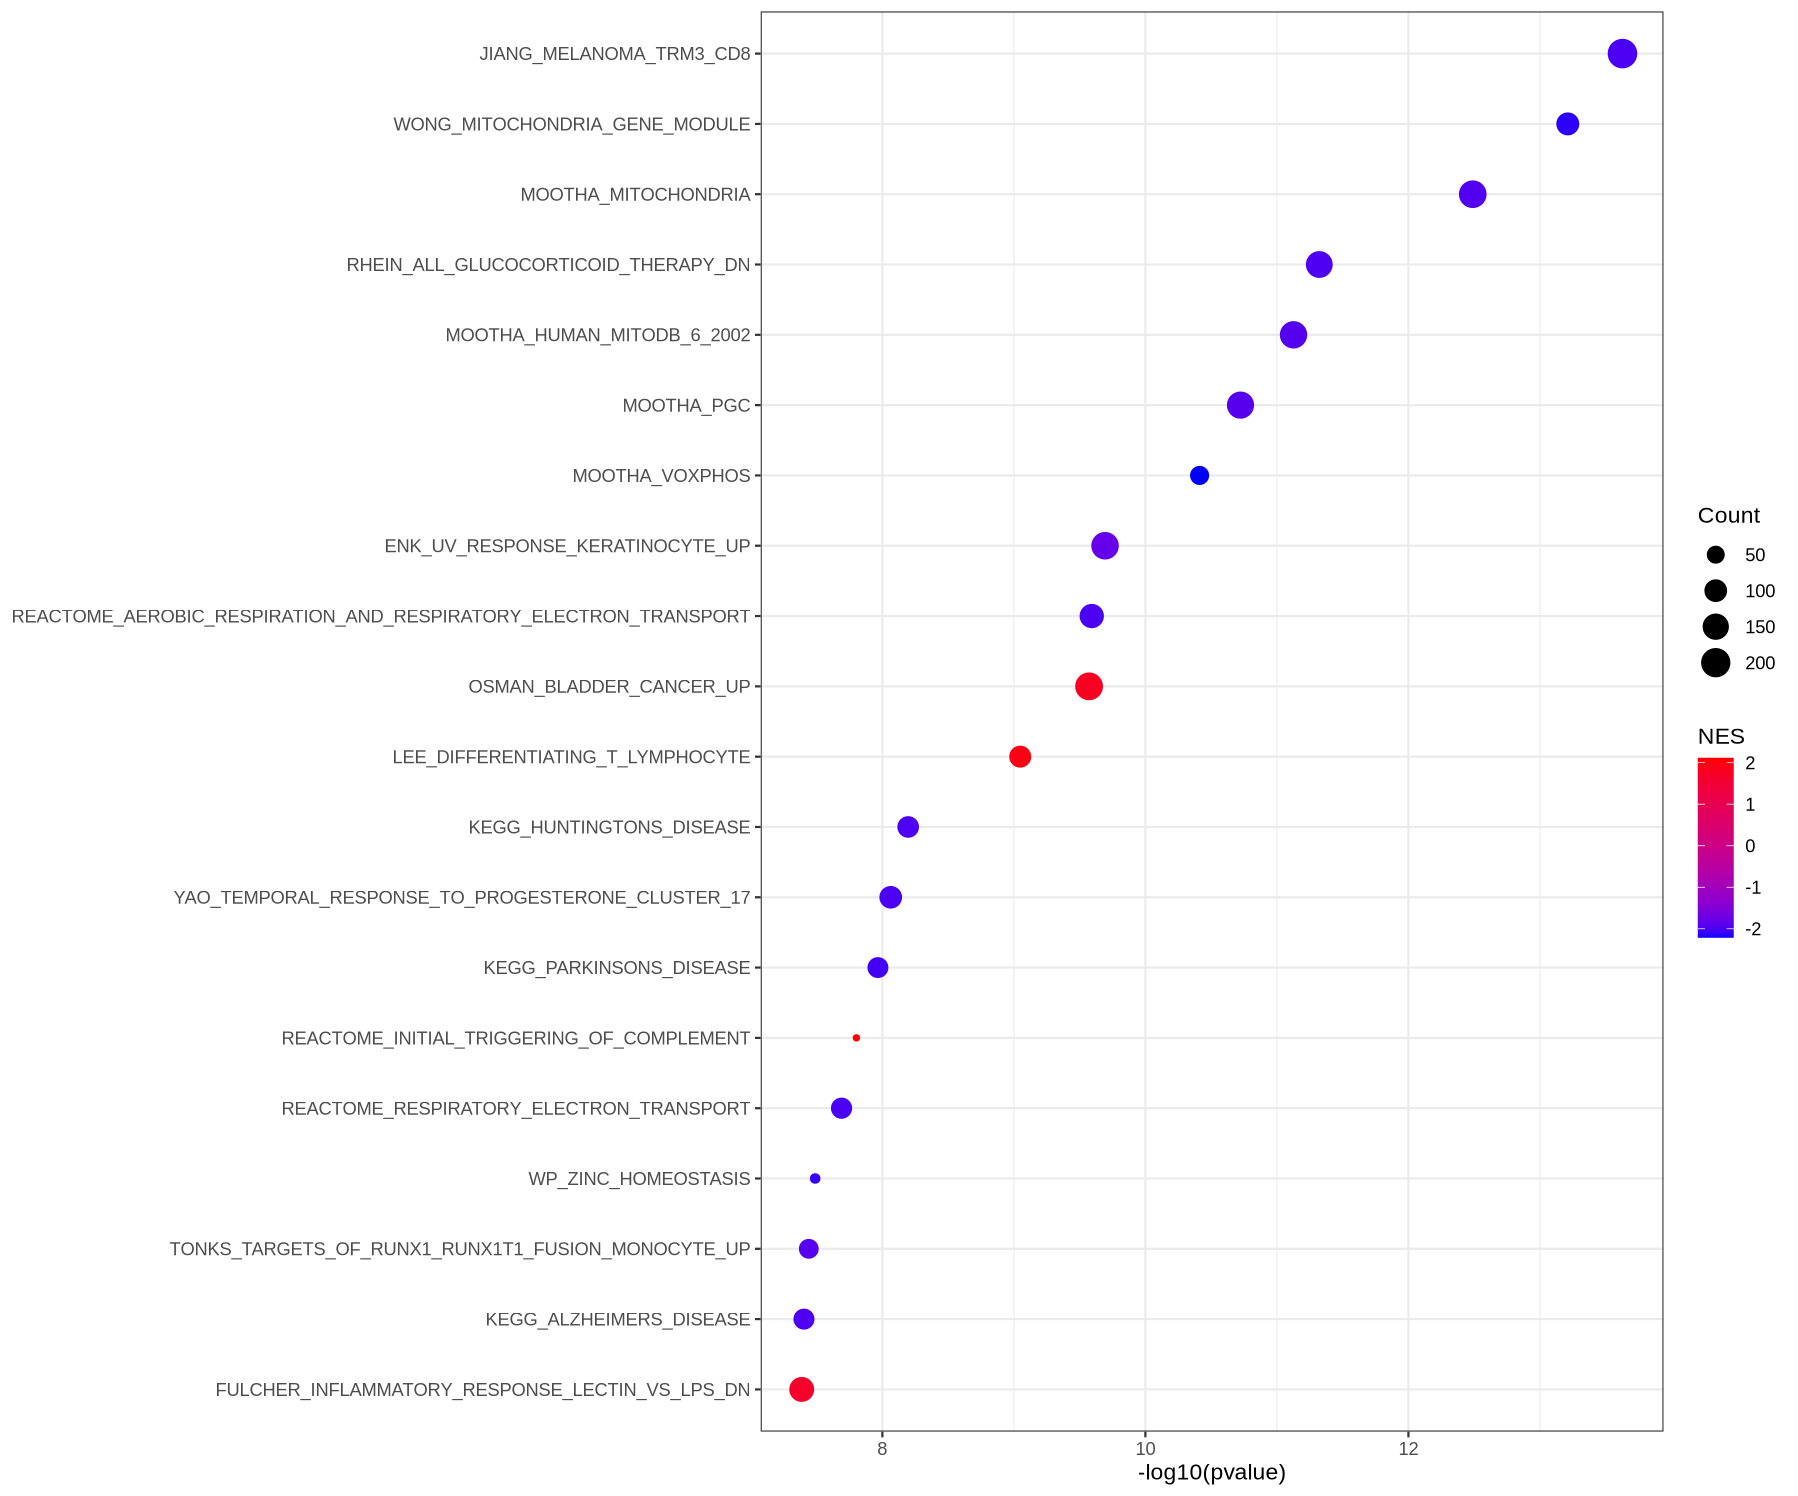 JIANG_MELANOMA_TRM3_CD8
WONG_MITOCHONDRIA_GENE_MODULE
MOOTHA_MITOCHONDRIA
RHEIN_ALL_GLUCOCORTICOID_THERAPY_DN
MOOTHA_HUMAN_MITODB_6_2002
MOOTHA_PGC
MOOTHA_VOXPHOS
ENK_UV_RESPONSE_KERATINOCYTE_UP
REACTOME_AEROBIC_RESPIRATION_AND_RESPIRATORY_ELECTRON_TRANSPORT
OSMAN_BLADDER_CANCER_UP
LEE_DIFFERENTIATING_T_LYMPHOCYTE
KEGG_HUNTINGTONS_DISEASE
YAO_TEMPORAL_RESPONSE_TO_PROGESTERONE_CLUSTER_17
KEGG_PARKINSONS_DISEASE
REACTOME_INITIAL_TRIGGERING_OF_COMPLEMENT
REACTOME_RESPIRATORY_ELECTRON_TRANSPORT
WP_ZINC_HOMEOSTASIS
TONKS_TARGETS_OF_RUNX1_RUNX1T1_FUSION_MONOCYTE_UP
KEGG_ALZHEIMERS_DISEASE
FULCHER_INFLAMMATORY_RESPONSE_LECTIN_VS_LPS_DN
8 10 12
-log10(pvalue)
Count
50
100
150
200
NES
2
1
0
-1
-2